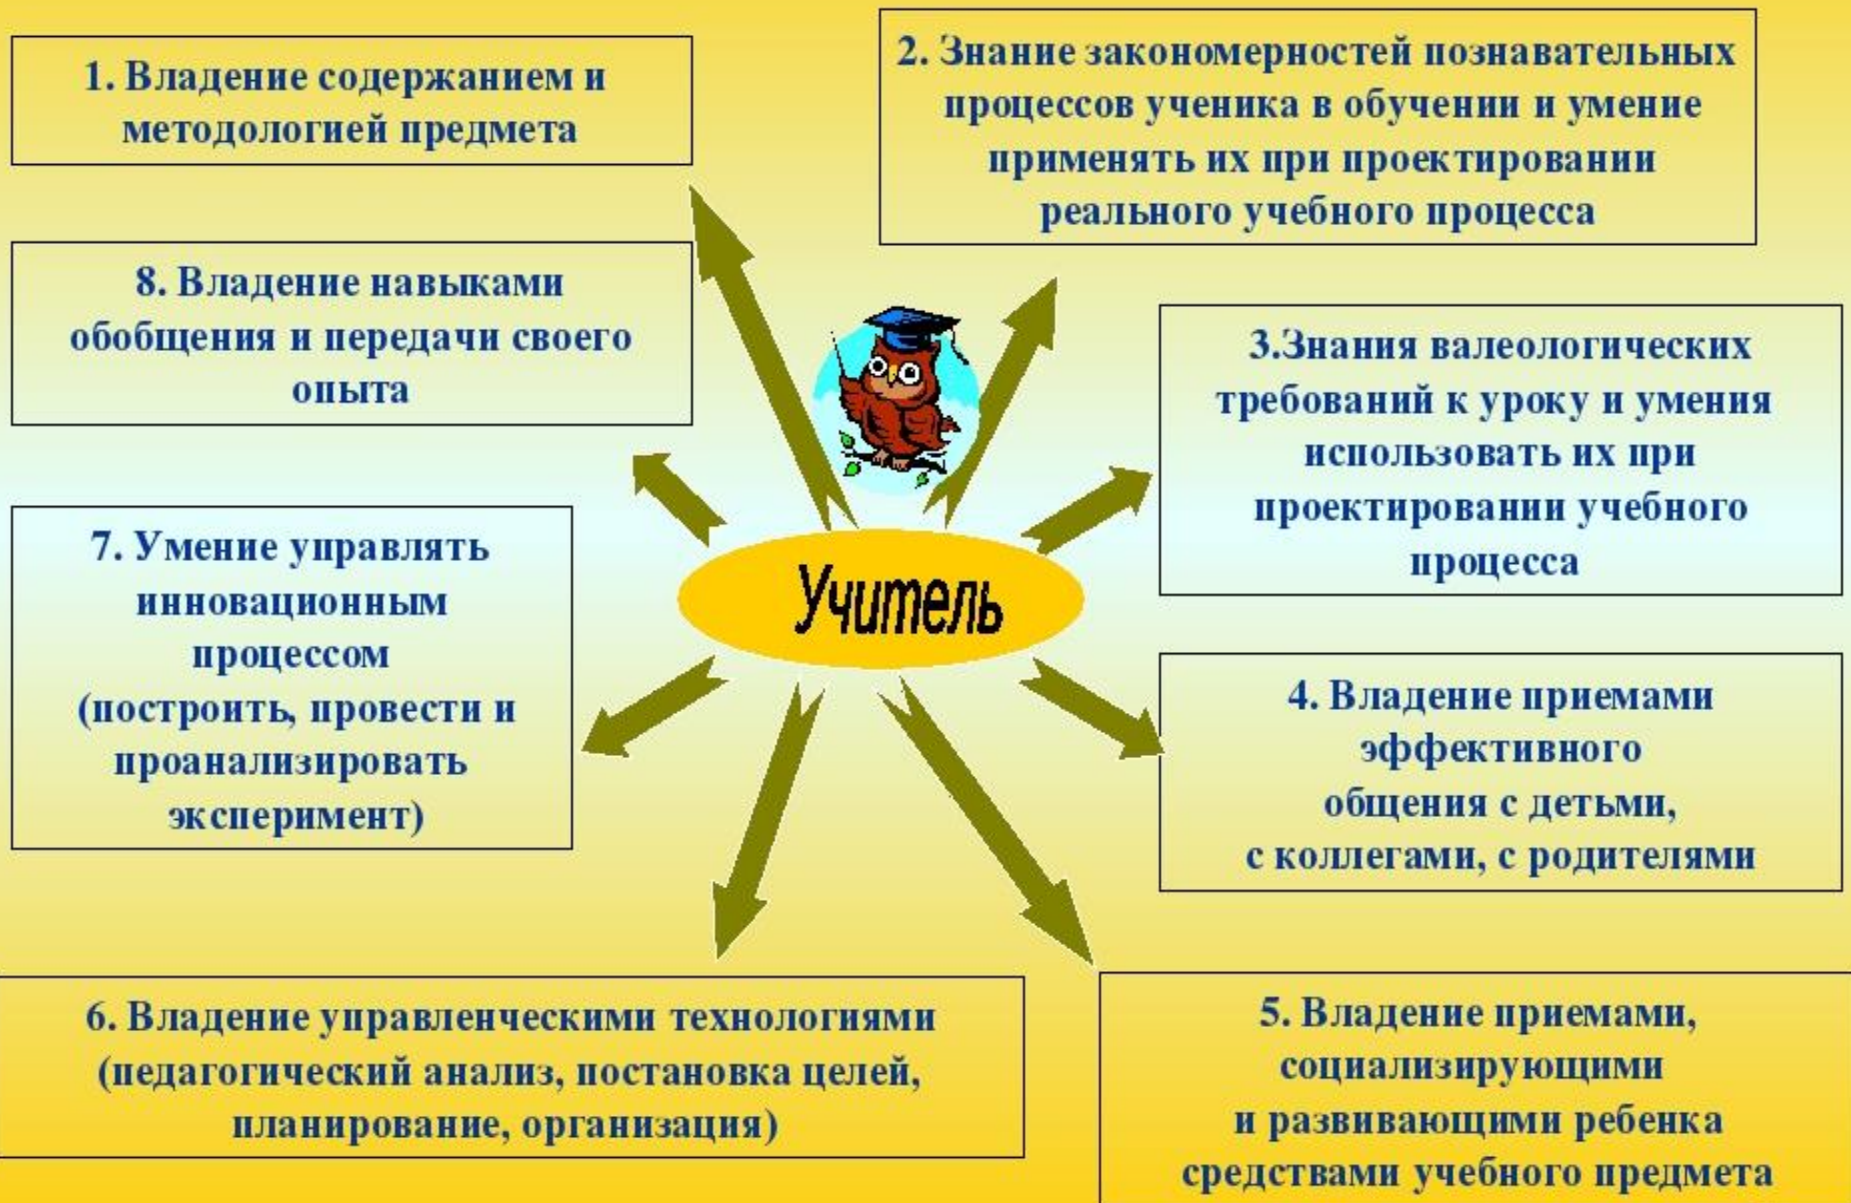 1. Владение содержанием и
методологией предмета
2. Знание закономерностей познавательных
процессов ученика в обучении и умение
применять их при проектировании
реального учебного процесса
8. Владение навыками
обобщения и передачи своего
опыта
3.Знания валеологических
требований к уроку и умения
использовать их при
проектировании учебного
процесса
7. Умение управлять
инновационным
процессом
(построить, провести и
проанализировать
эксперимент)
Учитель
4. Владение приемами
эффективного
общения с детьми,
с коллегами, с родителями
6. Владение управленческими технологиями
(педагогический анализ, постановка целей,
планирование, организация)
5. Владение приемами,
социализирующими
и развивающими ребенка
средствами учебного предмета